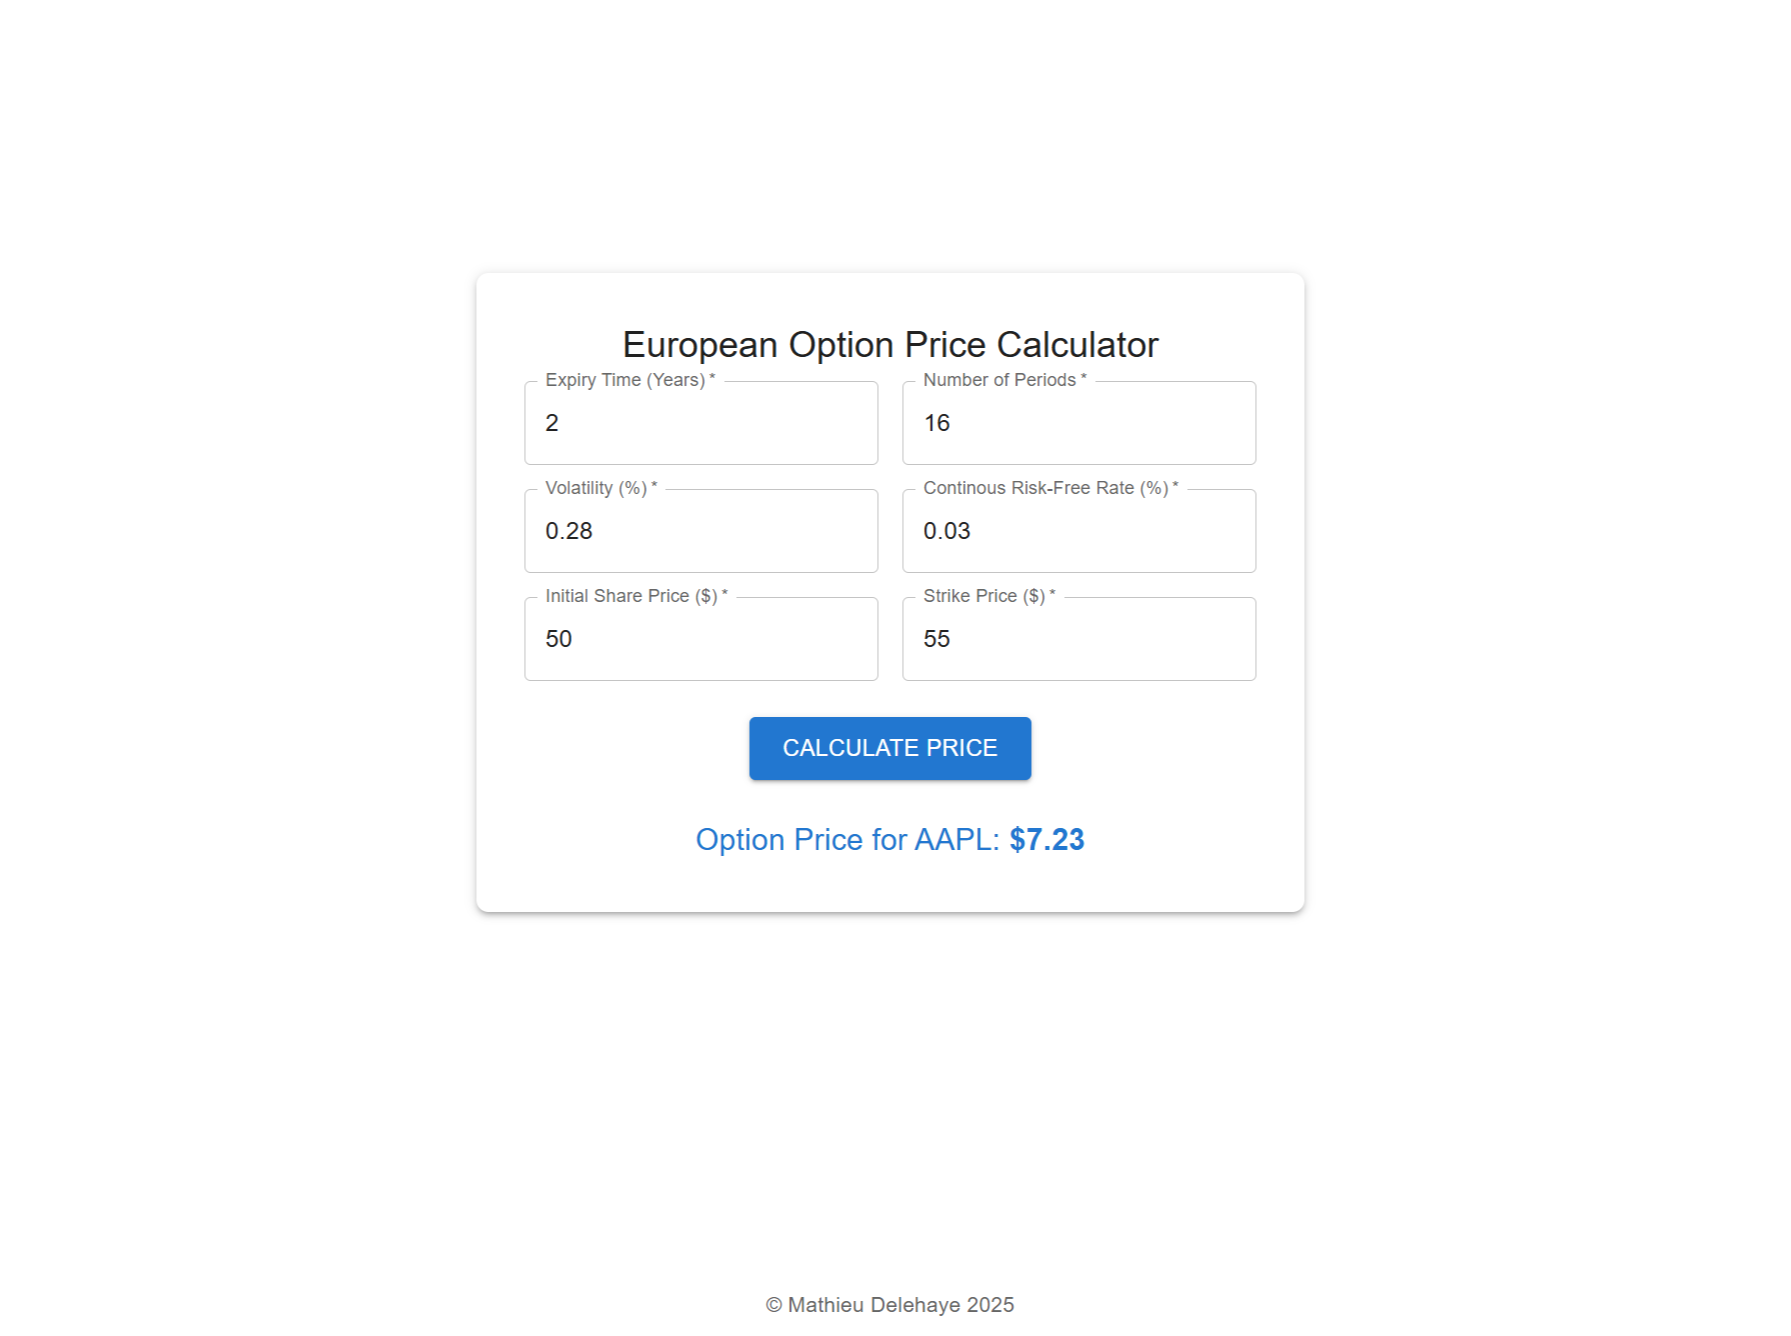 European Option Price Calculator
Expiry Time (Years) *
Number of Periods *
2
16
Volatility (%) *
Continous Risk-Free Rate (%) *
0.28
0.03
Initial Share Price ($) *
Strike Price ($) *
50
55
CALCULATE PRICE
Option Price for AAPL: $7.23
© Mathieu Delehaye 2025